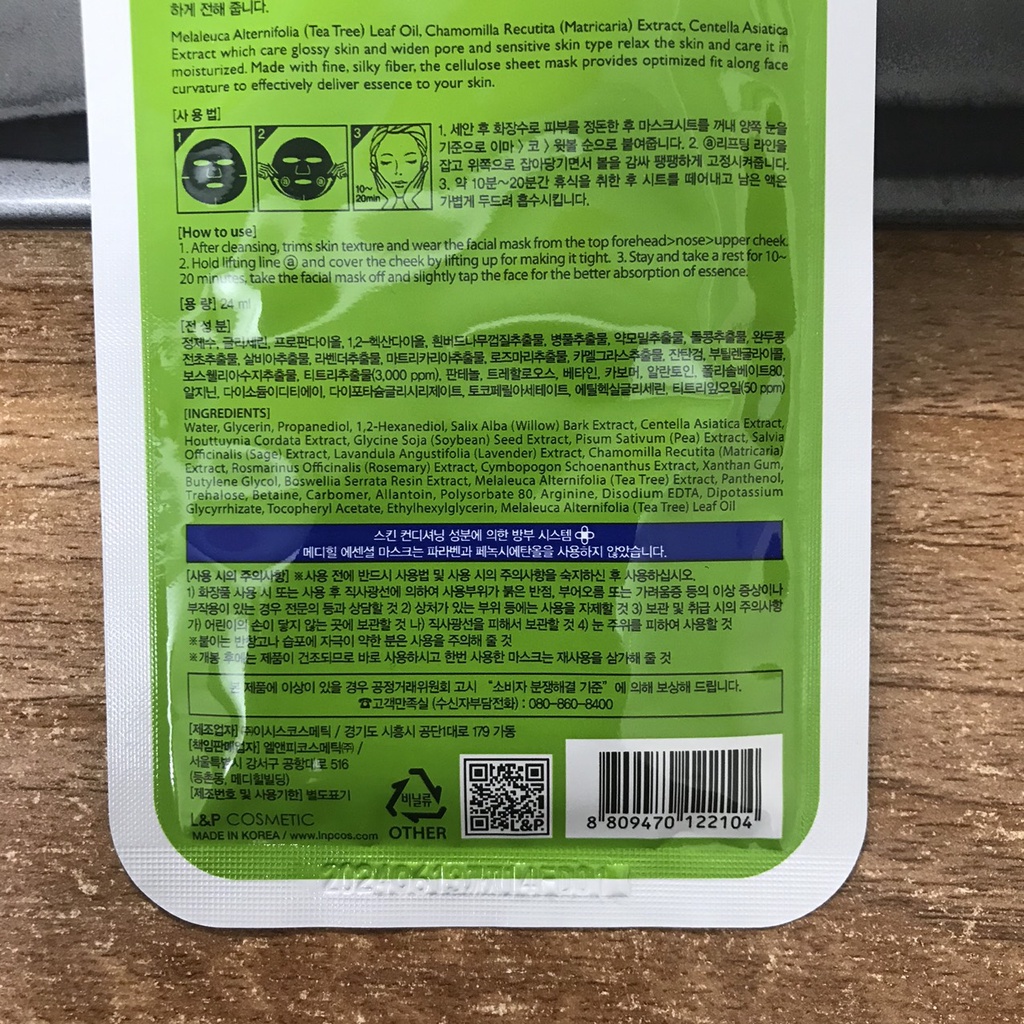 하게 전해 줍니다.
Melaleuca Alternifolia (Tea Tree) Leaf Oil, Chamomilla Recutita (Matricaria) Extract, Centella Asiatica
Extract which care glossy skin and widen pore and sensitive skin type relax the skin and care it in
moisturized. Made with fine, silky fiber, the cellulose sheet mask provides optimized fit along face
curvature to effectively deliver essence to your skin.
[사용법]
1 2 3
10~
20min
1. 세안 후 화장수로 피부를 정돈한 후 마스크시트를 꺼내 양쪽 눈을
기준으로 이마 > 코 > 윗볼 순으로 붙여줍니다. 2. ⓐ리프팅 라인을
잡고 위쪽으로 잡아당기면서 볼을 감싸 팽팽하게 고정시켜줍니다.
3. 약 10분~20분간 휴식을 취한 후 시트를 떼어내고 남은 액은
가볍게 두드려 흡수시킵니다.
[How to use]
1. After cleansing, trims skin texture and wear the facial mask from the top forehead>nose>upper cheek.
2. Hold lifting line ⓐ and cover the cheek by lifting up for making it tight. 3. Stay and take a rest for 10~
20 minutes, take the facial mask off and slightly tap the face for the better absorption of essence.
[용 량] 24 ml
[전 성 분]
정제수, 글리세린, 프로판다이올, 1,2-헥산다이올, 흰버드나무껍질추출물, 병풀추출물, 약모밀추출물, 돌콩추출물, 완두콩
전초추출물, 살비아추출물, 라벤더추출물, 마트리카리아추출물, 로즈마리추출물, 카멜그라스추출물, 잔탄검, 부틸렌글라이콜,
보스웰리아수지추출물, 티트리추출물(3,000 ppm), 판테놀, 트레할로오스, 베타인, 카보머, 알란토인, 폴리솔베이트80,
알지닌, 다이소듐이디티에이, 다이포타슘글리시리제이트, 토코페릴아세테이트, 에틸헥실글리세린, 티트리잎오일(50 ppm)
[INGREDIENTS]
Water, Glycerin, Propanediol, 1,2-Hexanediol, Salix Alba (Willow) Bark Extract, Centella Asiatica Extract,
Houttuynia Cordata Extract, Glycine Soja (Soybean) Seed Extract, Pisum Sativum (Pea) Extract, Salvia
Officinalis (Sage) Extract, Lavandula Angustifolia (Lavender) Extract, Chamomilla Recutita (Matricaria)
Extract, Rosmarinus Officinalis (Rosemary) Extract, Cymbopogon Schoenanthus Extract, Xanthan Gum,
Butylene Glycol, Boswellia Serrata Resin Extract, Melaleuca Alternifolia (Tea Tree) Extract, Panthenol,
Trehalose, Betaine, Carbomer, Allantoin, Polysorbate 80, Arginine, Disodium EDTA, Dipotassium
Glycyrrhizate, Tocopheryl Acetate, Ethylhexylglycerin, Melaleuca Alternifolia (Tea Tree) Leaf Oil
스킨 컨디셔닝 성분에 의한 방부 시스템
메디힐 에센셜 마스크는 파라벤과 페녹시에탄올을 사용하지 않았습니다.
[사용 시의 주의사항] ※사용 전에 반드시 사용법 및 사용 시의 주의사항을 숙지하신 후 사용하십시오.
1) 화장품 사용 시 또는 사용 후 직사광선에 의하여 사용부위가 붉은 반점, 부어오름 또는 가려움증 등의 이상 증상이나
부작용이 있는 경우 전문의 등과 상담할 것 2) 상처가 있는 부위 등에는 사용을 자제할 것 3) 보관 및 취급 시의 주의사항
가) 어린이의 손이 닿지 않는 곳에 보관할 것 나) 직사광선을 피해서 보관할 것 4) 눈 주위를 피하여 사용할 것
※붙이는 반창고나 습포에 자극이 약한 분은 사용을 주의해 줄 것
※개봉 후에는 제품이 건조되므로 바로 사용하시고 한번 사용한 마스크는 재사용을 삼가해 줄 것
본 제품에 이상이 있을 경우 공정거래위원회 고시 “소비자 분쟁해결 기준”에 의해 보상해 드립니다.
☎고객만족실 (수신자부담전화) : 080-860-8400
[제조업자] ㈜이시스코스메틱 / 경기도 시흥시 공단1대로 179 가동
[책임판매업자] 엘앤피코스메틱㈜ /
서울특별시 강서구 공항대로 516
(등촌동, 메디힐빌딩)
[제조번호 및 사용기한] 별도표기
L&P COSMETIC
MADE IN KOREA / www.lnpcos.com
비닐류
OTHER
L&P
8 809470 122104